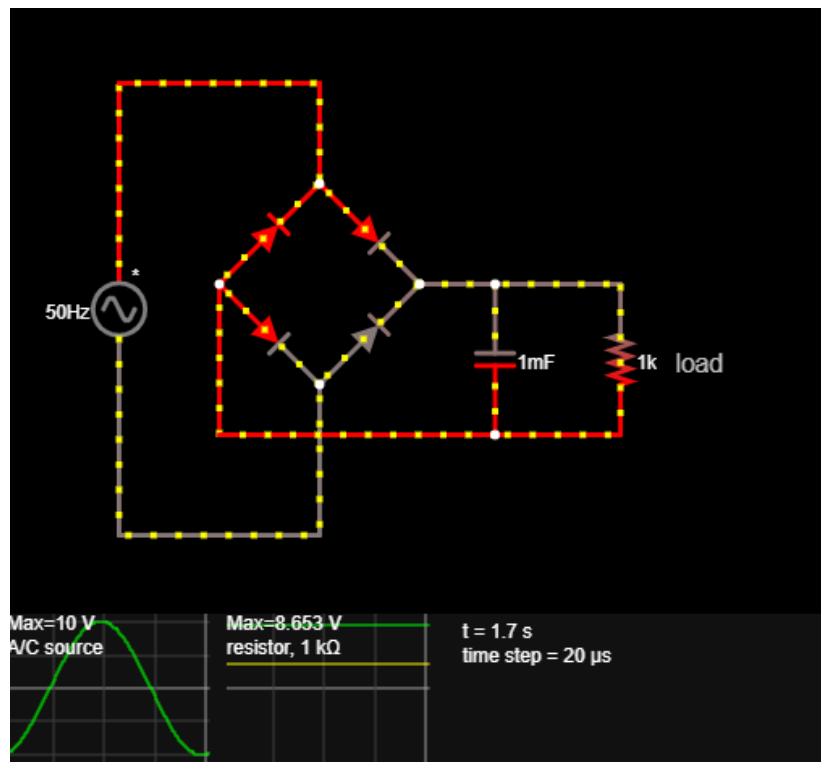 *
50Hz
1mF
1k
load
Max=10 V
A/C source
Max=8.653 V
resistor, 1 kΩ
t = 1.7 s
time step = 20 µs